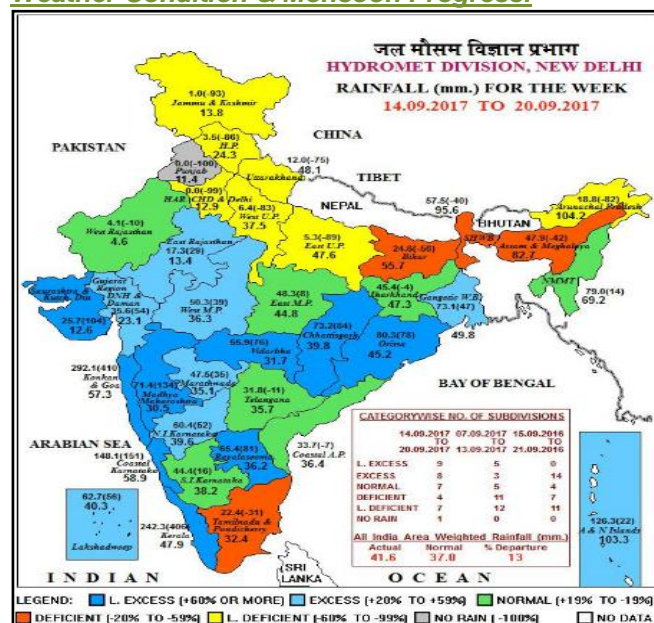 Weather Condition & Monsoon Progress:
जल मौसम विज्ञान प्रभाग
HYDROMET DIVISION, NEW DELHI
RAINFALL (mm.) FOR THE WEEK
14.09.2017 TO 20.09.2017
1.0(-93)
Jammu & Kashmir
13.8
CHINA
3.5(-86)
H.P.
24.3
PAKISTAN
0.0(-100)
Punjab
11.4
12.0(-75)
Uttarakhand
48.1
TIBET
0.0(-99)
HAR. CHD & Delhi
12.9
6.4(-83)
West U.P.
37.5
NEPAL
57.5(-40)
95.6
BHUTAN
18.8(-82)
Arunachal Pradesh
104.2
4.1(-10)
West Rajasthan
4.6
East Rajasthan
17.3(29)
13.4
5.3(-89)
East U.P.
47.6
Bihar
55.7
SHWB
47.9(-42)
Assam & Meghalaya
82.7
NMMT
79.0(14)
69.2
Saurashtra &
Kutch, Diu
25.7(104)
12.6
Gujarat
Region
DNH &
Daman
35.6(54)
23.1
50.3(39)
West M.P.
36.3
48.3(8)
East M.P.
44.8
45.4(-4)
Jharkhand
47.3
Gangetic W.B.
73.1(47)
49.8
55.9(76)
Vidarbha
31.7
73.2(84)
Chhattisgarh
39.8
80.3(78)
Orissa
45.2
292.1(410)
Konkan
& Goa
57.3
71.4(134)
Madhya
Maharashtra
30.5
47.5(35)
Marathwada
35.1
31.8(-11)
Telangana
35.7
BAY OF BENGAL
ARABIAN SEA
60.4(52)
N.I.Karnataka
39.6
65.4(81)
Rayalaseema
36.2
33.7(-7)
Coastal A.P.
36.4
148.1(151)
Coastal
Karnataka
58.9
44.4(16)
S.I.Karnataka
38.2
62.7(56)
40.3
Lakshadweep
242.3(406)
Kerala
47.9
22.4(-31)
Tamilnadu &
Pondicherry
32.4
126.3(22)
A & N Islands
103.3
SRI
LANKA
INDIAN OCEAN
CATEGORYWISE NO. OF SUBDIVISIONS
14.09.2017 07.09.2017 15.09.2016
TO TO TO
20.09.2017 13.09.2017 21.09.2016
L. EXCESS 9 5 0
EXCESS 8 3 14
NORMAL 7 5 4
DEFICIENT 4 11 7
L. DEFICIENT 7 12 11
NO RAIN 1 0 0
All India Area Weighted Rainfall (mm.)
Actual Normal % Departure
41.6 37.0 13
LEGEND: L. EXCESS [+60% OR MORE] EXCESS [+20% TO +59%] NORMAL [+19% TO -19%]
DEFICIENT [-20% TO -59%] L. DEFICIENT [-60% TO -99%] NO RAIN [-100%] NO DATA